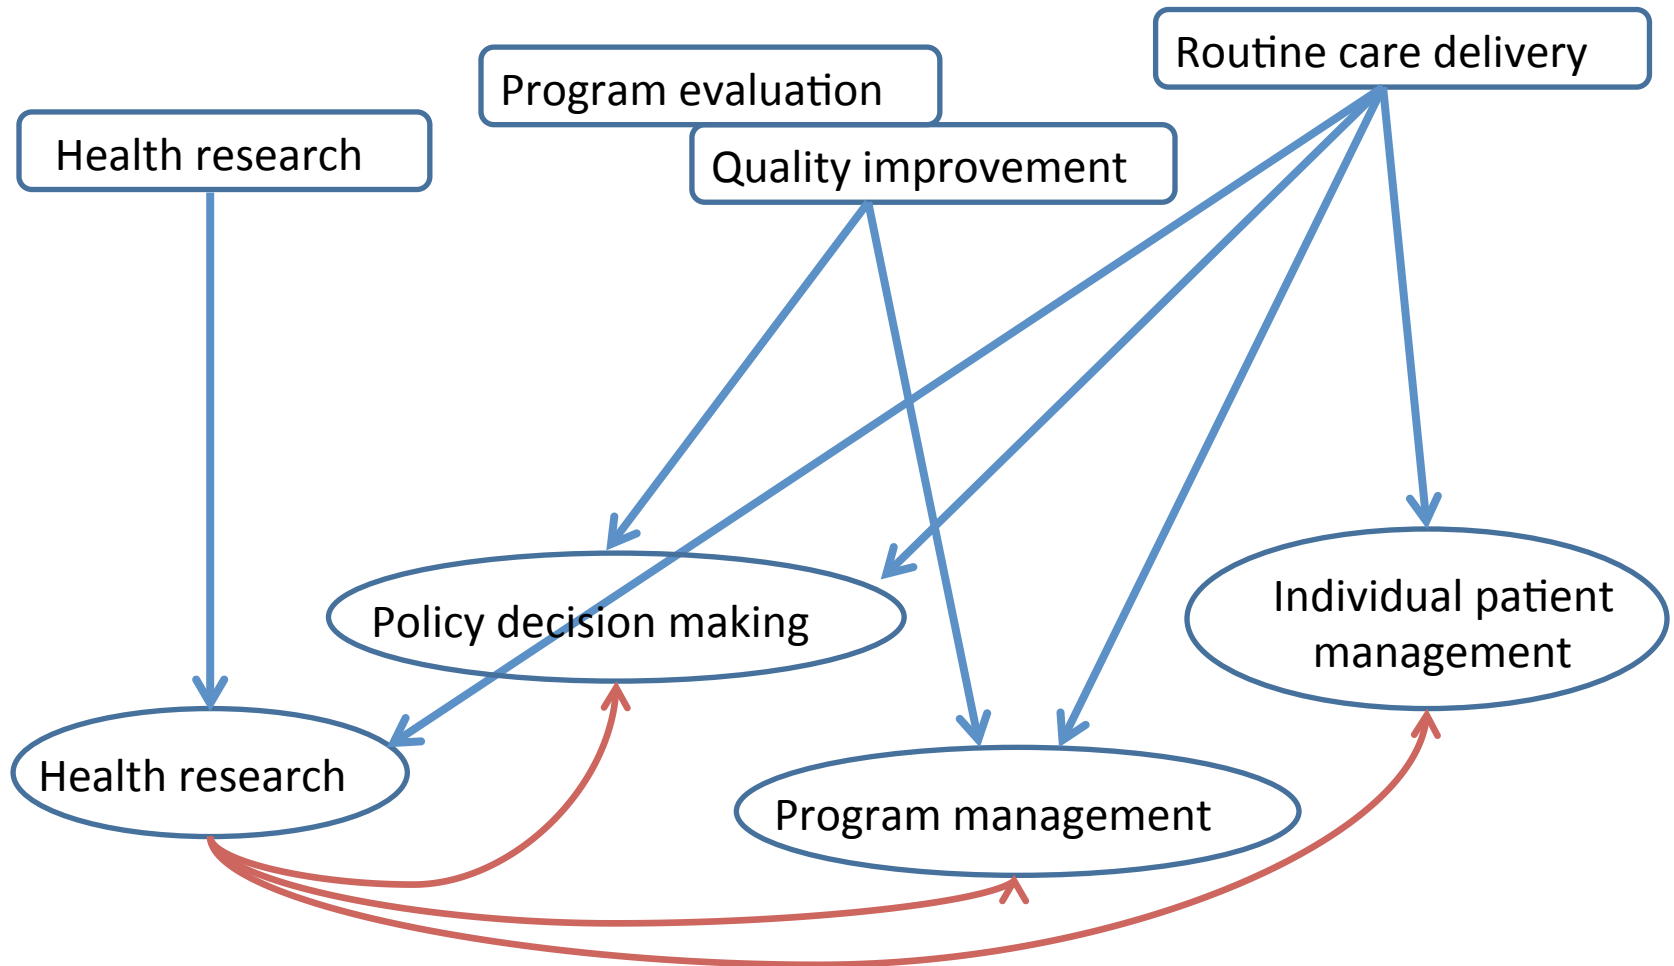 Routine care delivery
Program evaluation
Health research
Quality improvement
Individual patient
management
Policy decision making
Health research
Program management